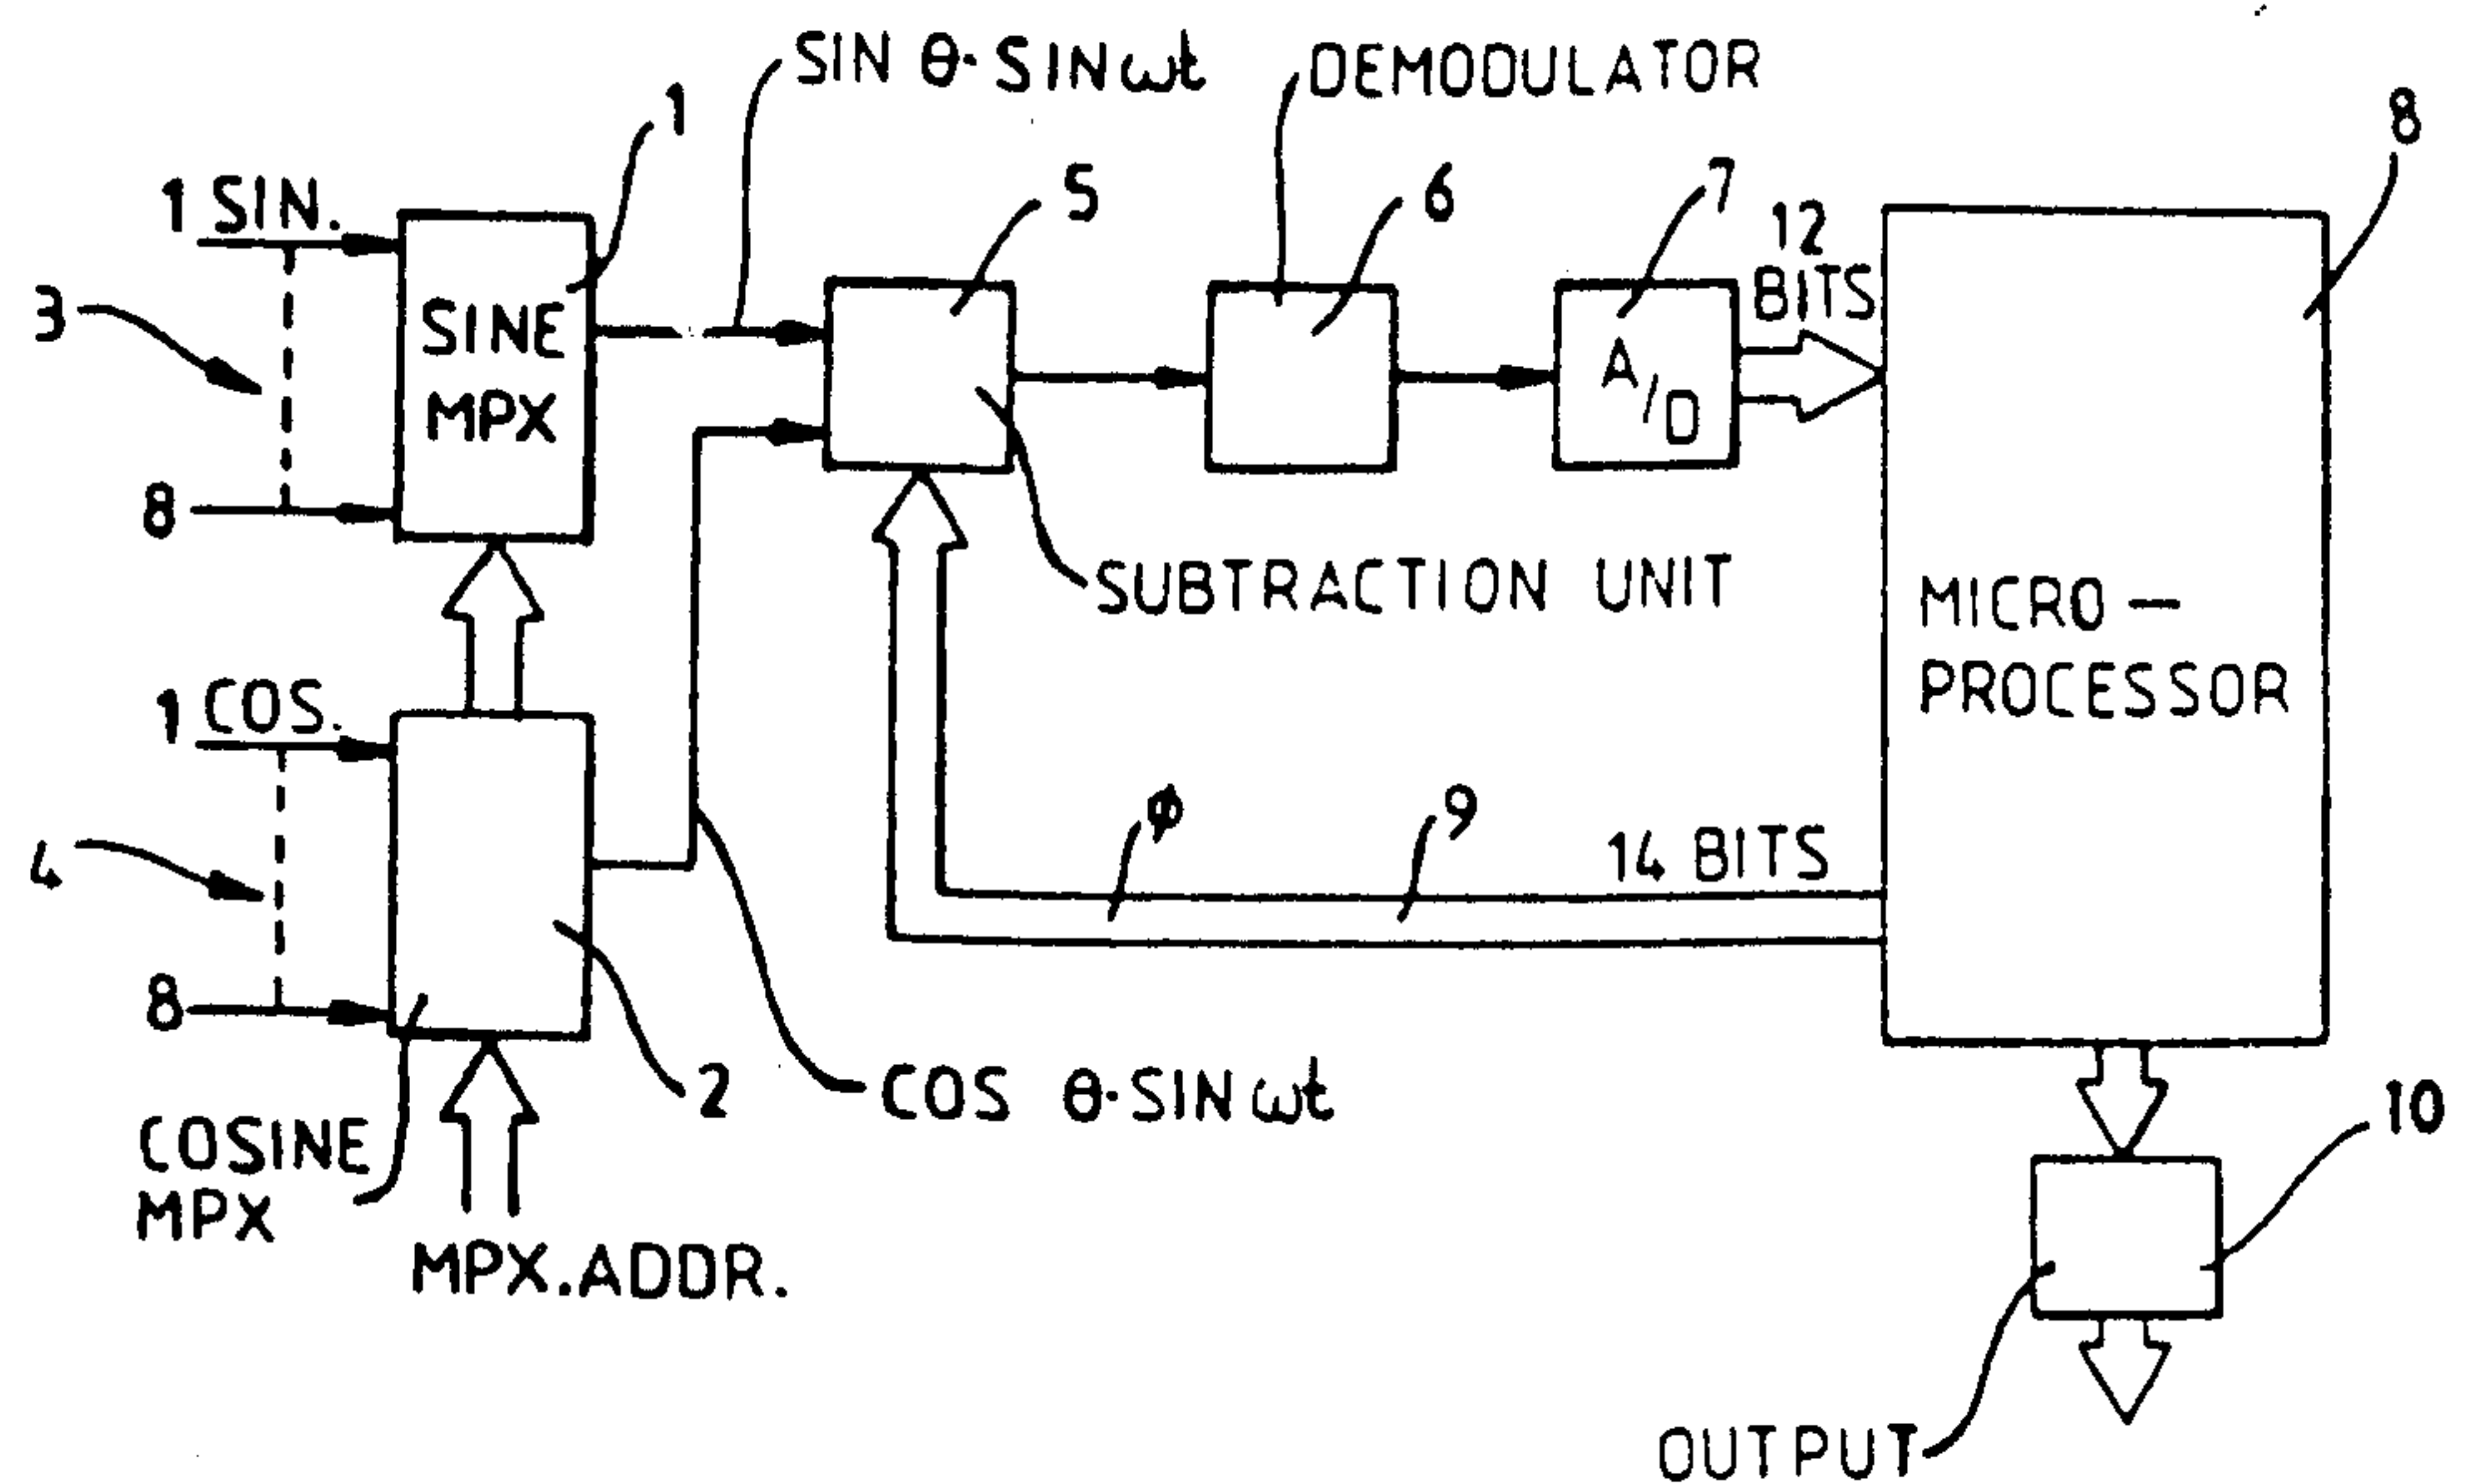 SIN θ·SIN ωt
DEMODULATOR
1
8
1 SIN.
5
6
7
12
BITS
3
SINE
MPX
A/D
8
SUBTRACTION UNIT
MICRO-
PROCESSOR
1 COS.
ϕ
9
14 BITS
4
8
2
COS θ·SIN ωt
10
COSINE
MPX
MPX.ADDR.
OUTPUT